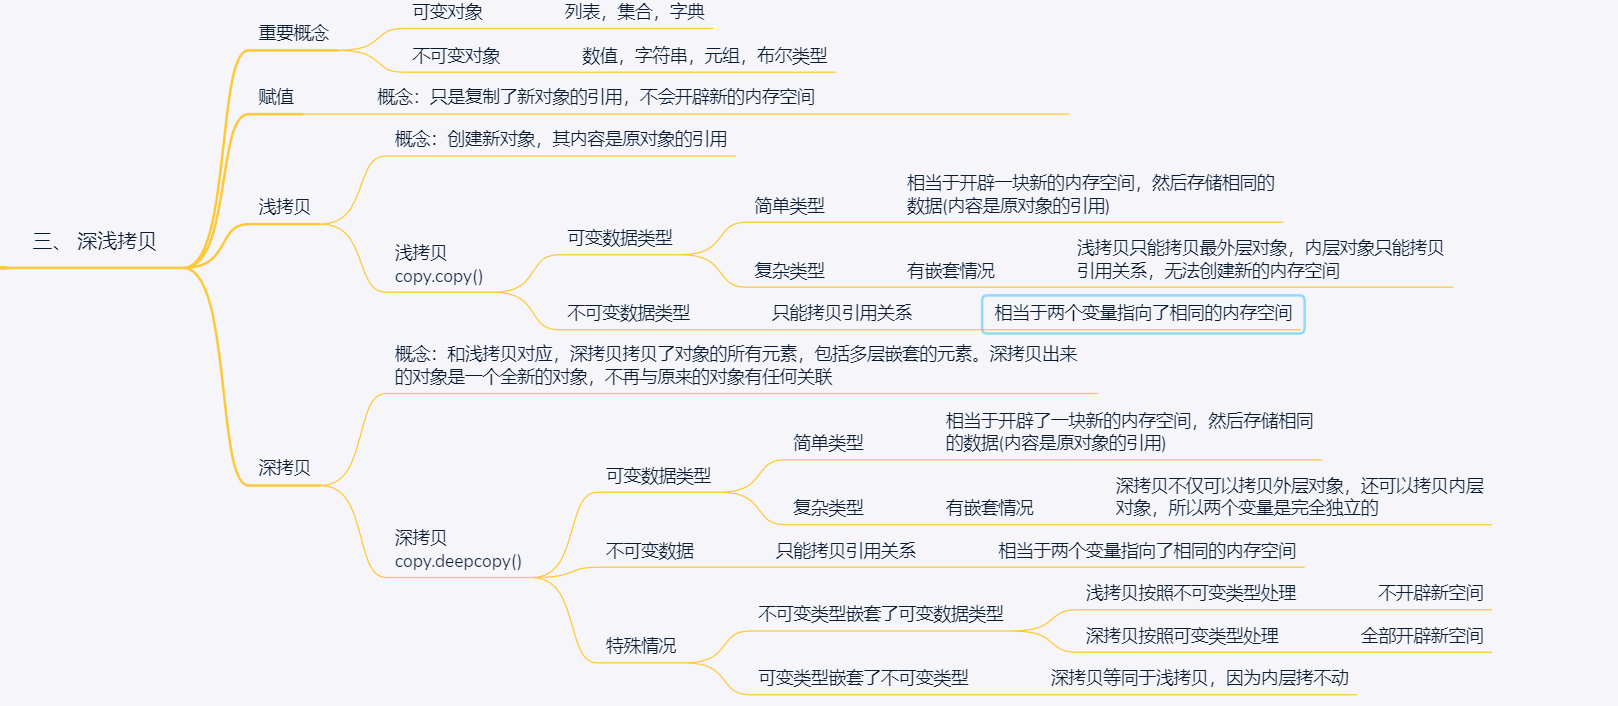 三、 深浅拷贝
重要概念
可变对象
列表，集合，字典
不可变对象
数值，字符串，元组，布尔类型
赋值
概念：只是复制了新对象的引用，不会开辟新的内存空间
浅拷贝
概念：创建新对象，其内容是原对象的引用
浅拷贝
copy.copy()
可变数据类型
简单类型
相当于开辟一块新的内存空间，然后存储相同的
数据(内容是原对象的引用)
复杂类型
有嵌套情况
浅拷贝只能拷贝最外层对象，内层对象只能拷贝
引用关系，无法创建新的内存空间
不可变数据类型
只能拷贝引用关系
相当于两个变量指向了相同的内存空间
深拷贝
概念：和浅拷贝对应，深拷贝拷贝了对象的所有元素，包括多层嵌套的元素。深拷贝出来
的对象是一个全新的对象，不再与原来的对象有任何关联
深拷贝
copy.deepcopy()
可变数据类型
简单类型
相当于开辟了一块新的内存空间，然后存储相同
的数据(内容是原对象的引用)
复杂类型
有嵌套情况
深拷贝不仅可以拷贝外层对象，还可以拷贝内层
对象，所以两个变量是完全独立的
不可变数据
只能拷贝引用关系
相当于两个变量指向了相同的内存空间
特殊情况
不可变类型嵌套了可变数据类型
浅拷贝按照不可变类型处理
不开辟新空间
深拷贝按照可变类型处理
全部开辟新空间
可变类型嵌套了不可变类型
深拷贝等同于浅拷贝，因为内层拷不动